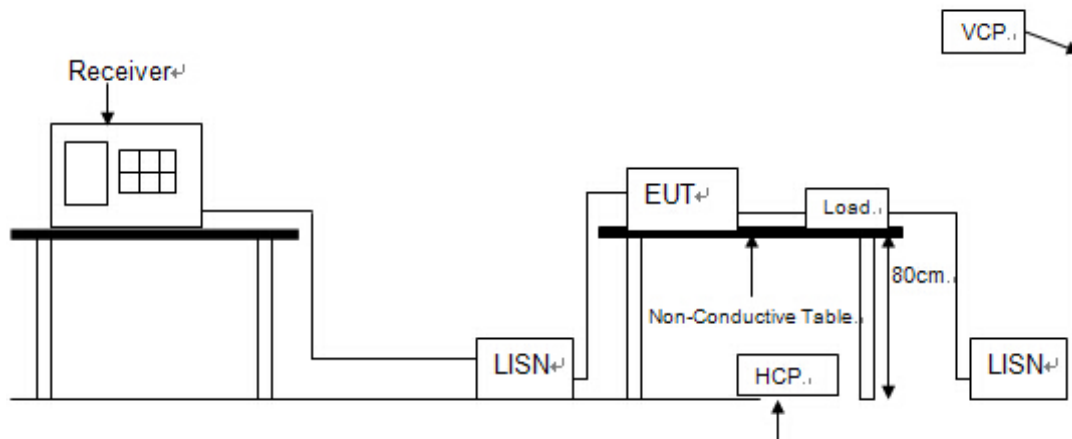 VCP.
Receiver↵
EUT↵
Load.
80cm.
Non-Conductive Table.
LISN↵
HCP.
LISN↵